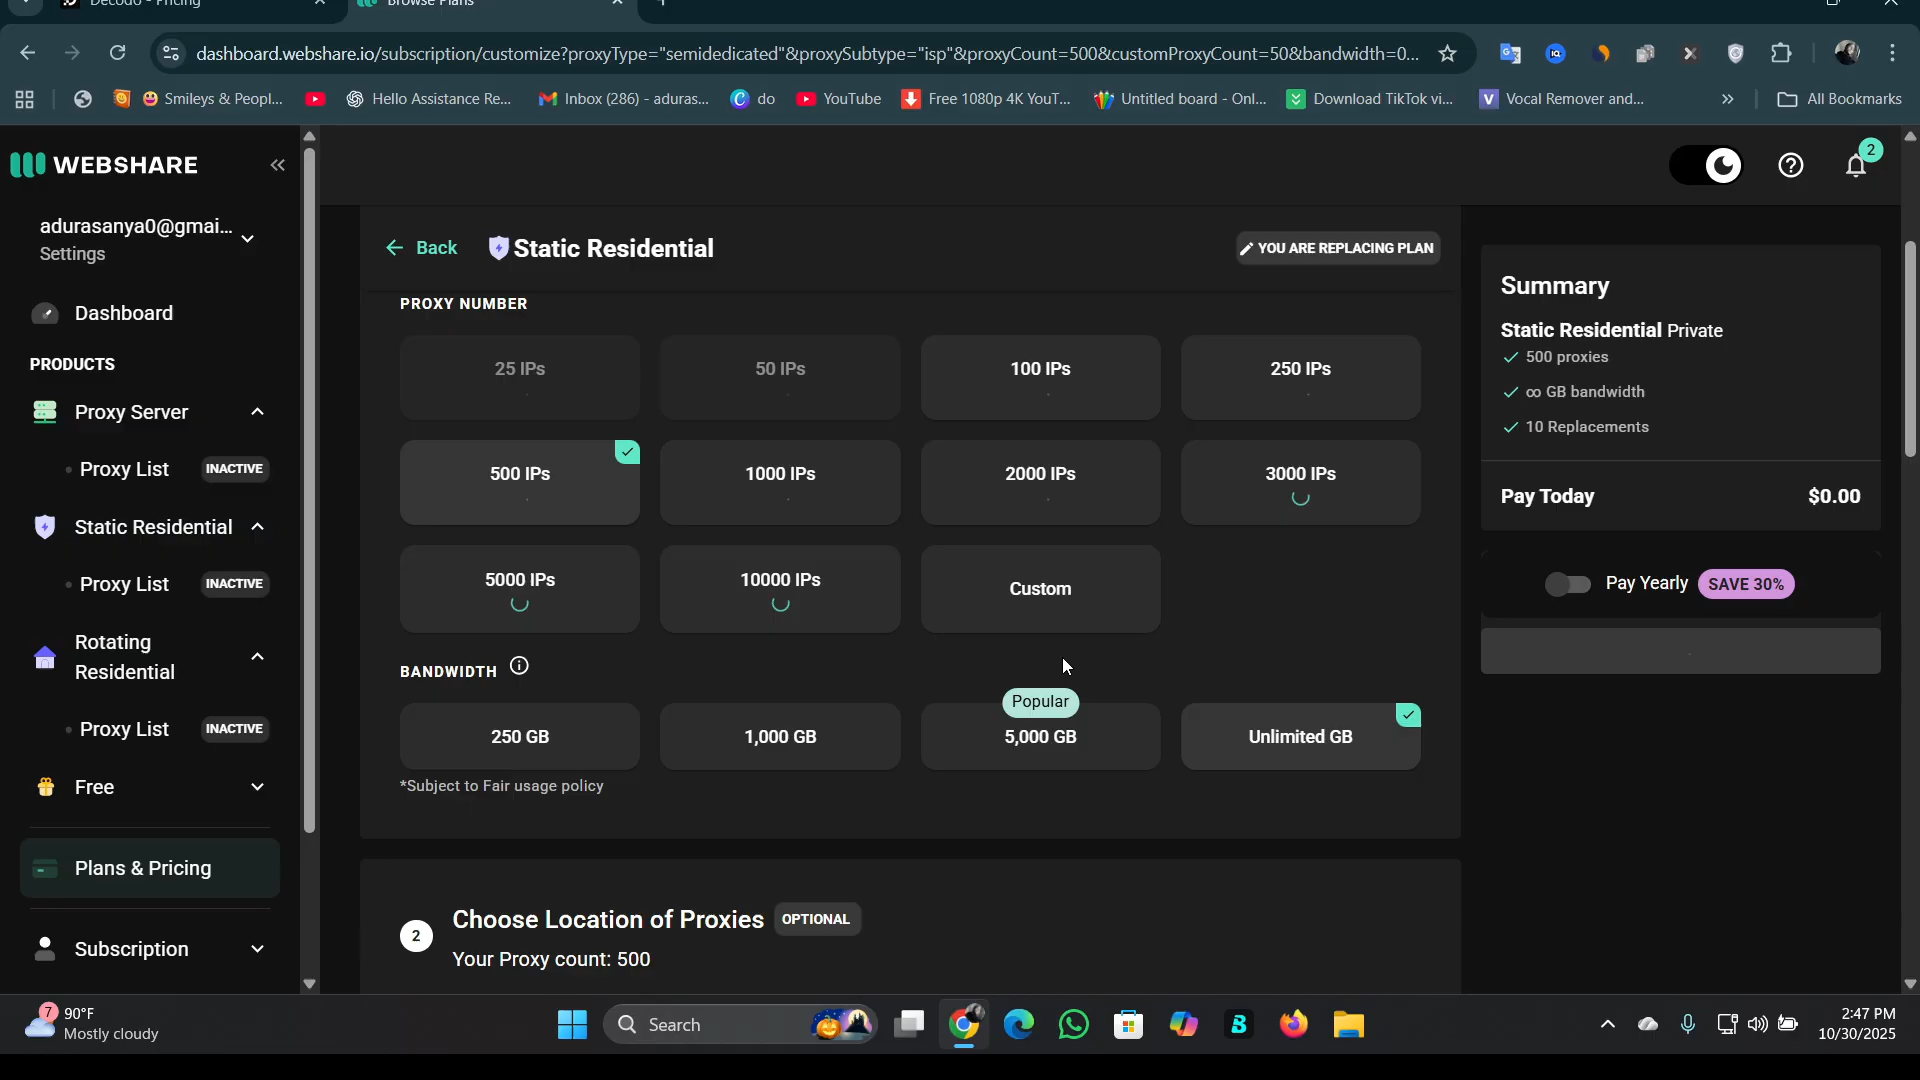 Decodo - Pricing
Browse Plans
dashboard.webshare.io/subscription/customize?proxyType="semidedicated"&proxySubtype="isp"&proxyCount=500&customProxyCount=50&bandwidth=0...
Smileys & Peopl...
Hello Assistance Re...
Inbox (286) - aduras...
do
YouTube
Free 1080p 4K YouT...
Untitled board - Onl...
Download TikTok vi...
Vocal Remover and...
All Bookmarks
WEBSHARE
2
adurasanya0@gmai...
Settings
Dashboard
PRODUCTS
Proxy Server
Proxy List INACTIVE
Static Residential
Proxy List INACTIVE
Rotating
Residential
Proxy List INACTIVE
Free
Plans & Pricing
Subscription
Back
Static Residential
YOU ARE REPLACING PLAN
PROXY NUMBER
25 IPs
50 IPs
100 IPs
250 IPs
500 IPs
1000 IPs
2000 IPs
3000 IPs
5000 IPs
10000 IPs
Custom
BANDWIDTH
Popular
250 GB
1,000 GB
5,000 GB
Unlimited GB
*Subject to Fair usage policy
2
Choose Location of Proxies OPTIONAL
Your Proxy count: 500
Summary
Static Residential Private
500 proxies
∞ GB bandwidth
10 Replacements
Pay Today $0.00
Pay Yearly SAVE 30%
7
90°F
Mostly cloudy
Search
2:47 PM
10/30/2025